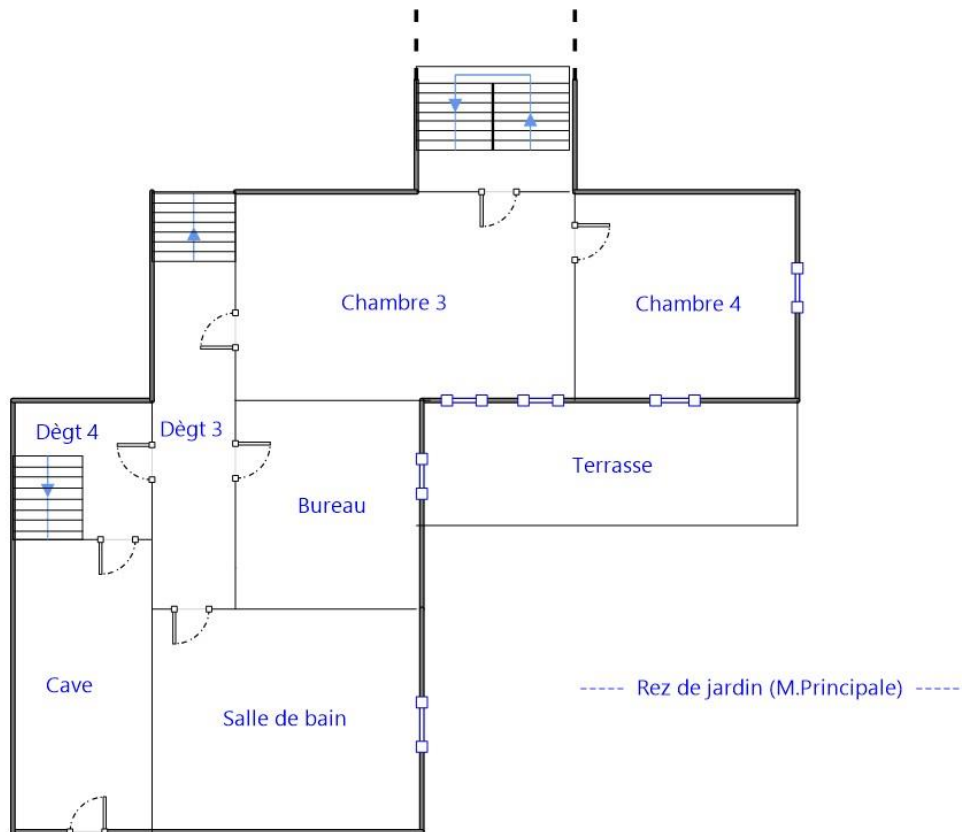 Chambre 3
Chambre 4
Dègt 4
Dègt 3
Terrasse
Bureau
Cave
Salle de bain
----- Rez de jardin (M.Principale) -----